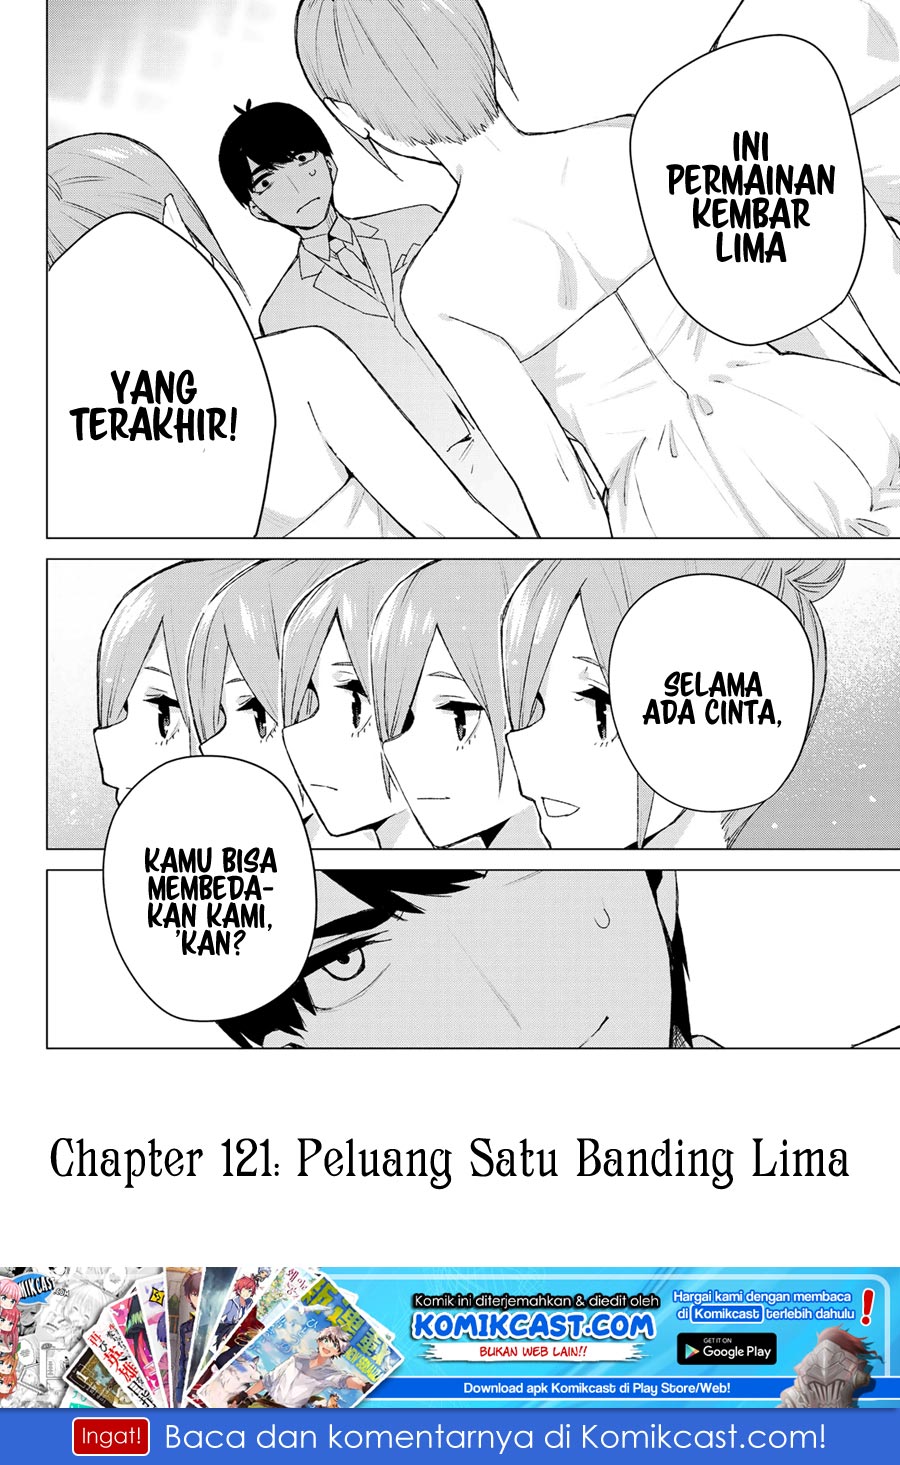 INI
PERMAINAN
KEMBAR
LIMA
YANG
TERAKHIR!
SELAMA
ADA CINTA,
KAMU BISA
MEMBEDA-
KAN KAMI,
'KAN?
Chapter 121: Peluang Satu Banding Lima
Komik ini diterjemahkan & diedit oleh
KOMIKCAST.COM
BUKAN WEB LAIN!!
Hargai kami dengan membaca
di Komikcast terlebih dahulu !
GET IT ON
Google Play
Download apk Komikcast di Play Store/Web!
Ingat! Baca dan komentarnya di Komikcast.com!